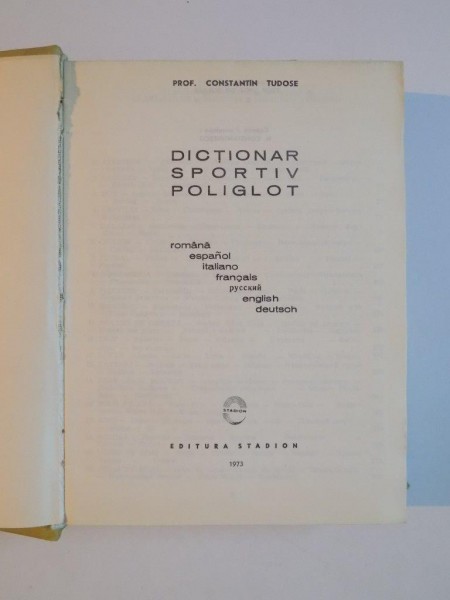 PROF. CONSTANTIN TUDOSE
DICȚIONAR
SPORTIV
POLIGLOT
română
español
italiano
français
русский
english
deutsch
STADION
EDITURA STADION
1973